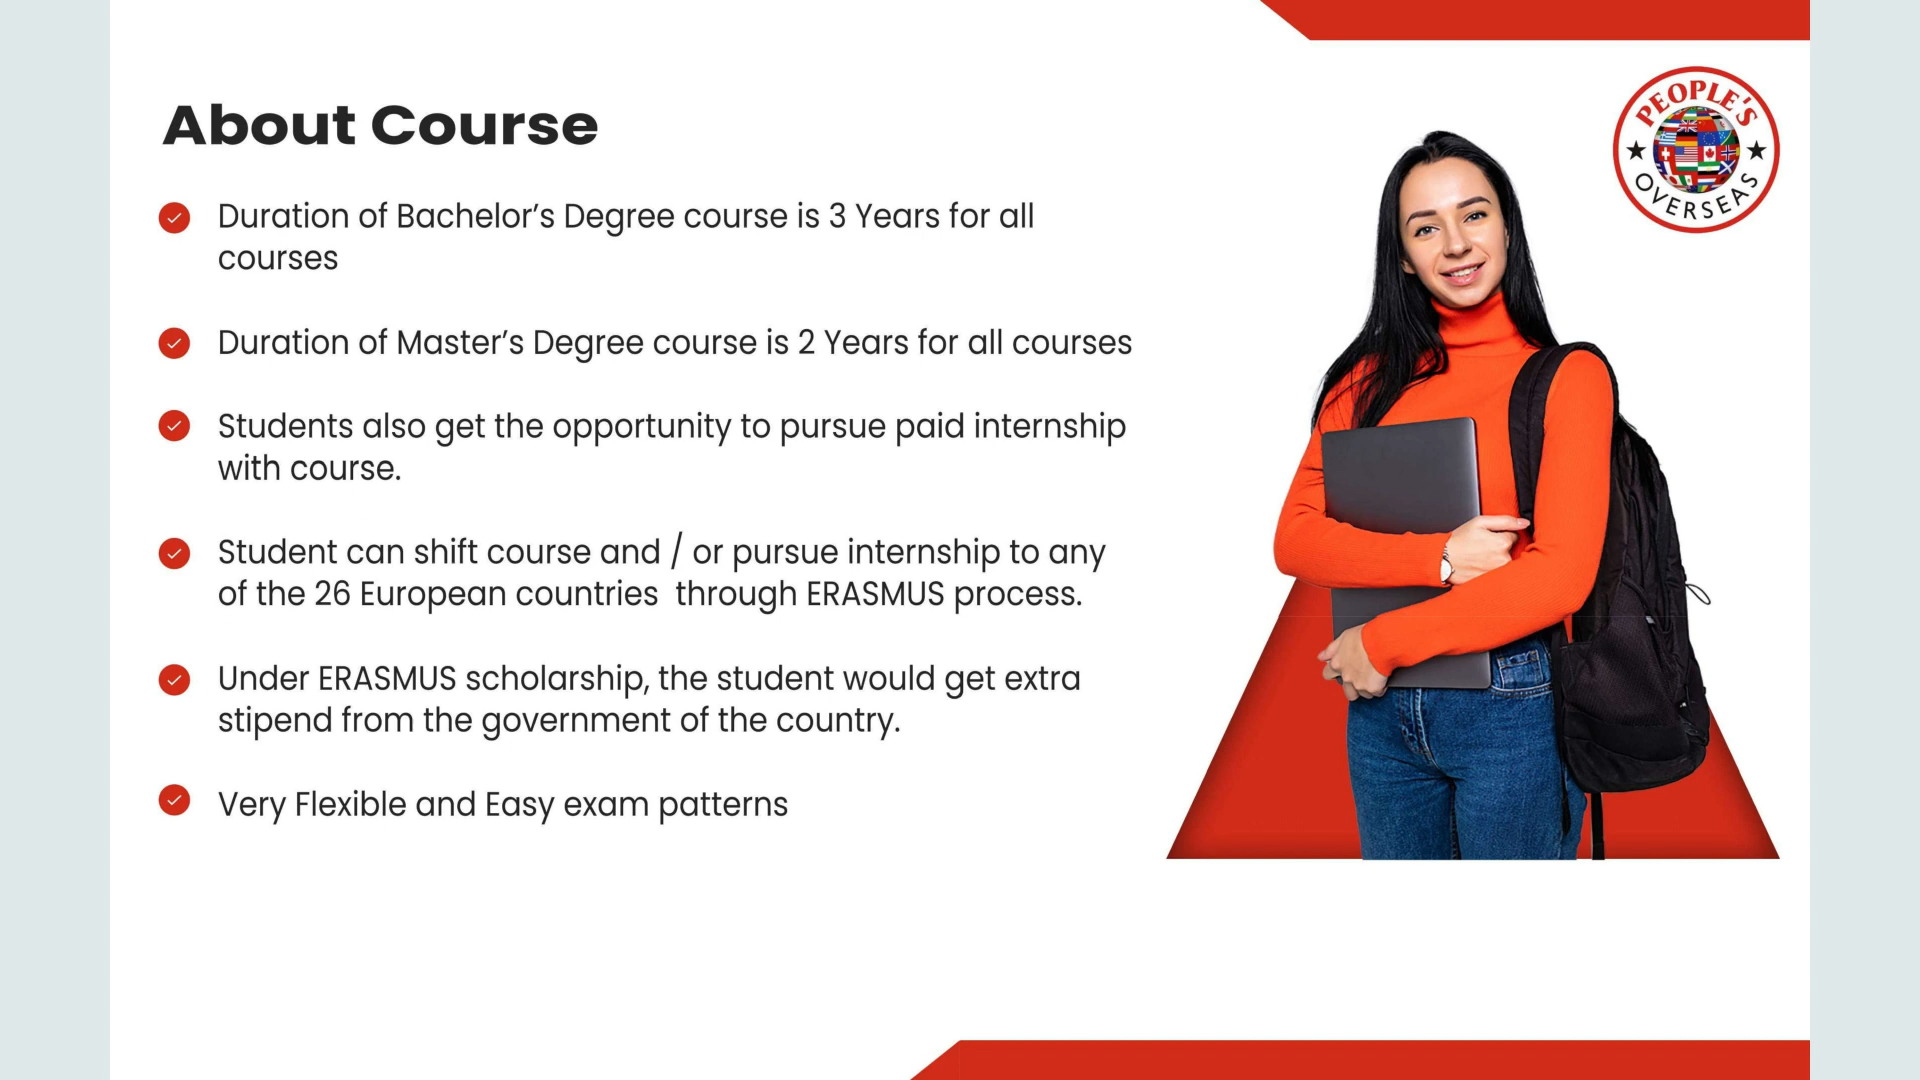 About Course
Duration of Bachelor’s Degree course is 3 Years for all
courses
Duration of Master’s Degree course is 2 Years for all courses
Students also get the opportunity to pursue paid internship
with course.
Student can shift course and / or pursue internship to any
of the 26 European countries  through ERASMUS process.
Under ERASMUS scholarship, the student would get extra
stipend from the government of the country.
Very Flexible and Easy exam patterns
PEOPLE'S
OVERSEAS